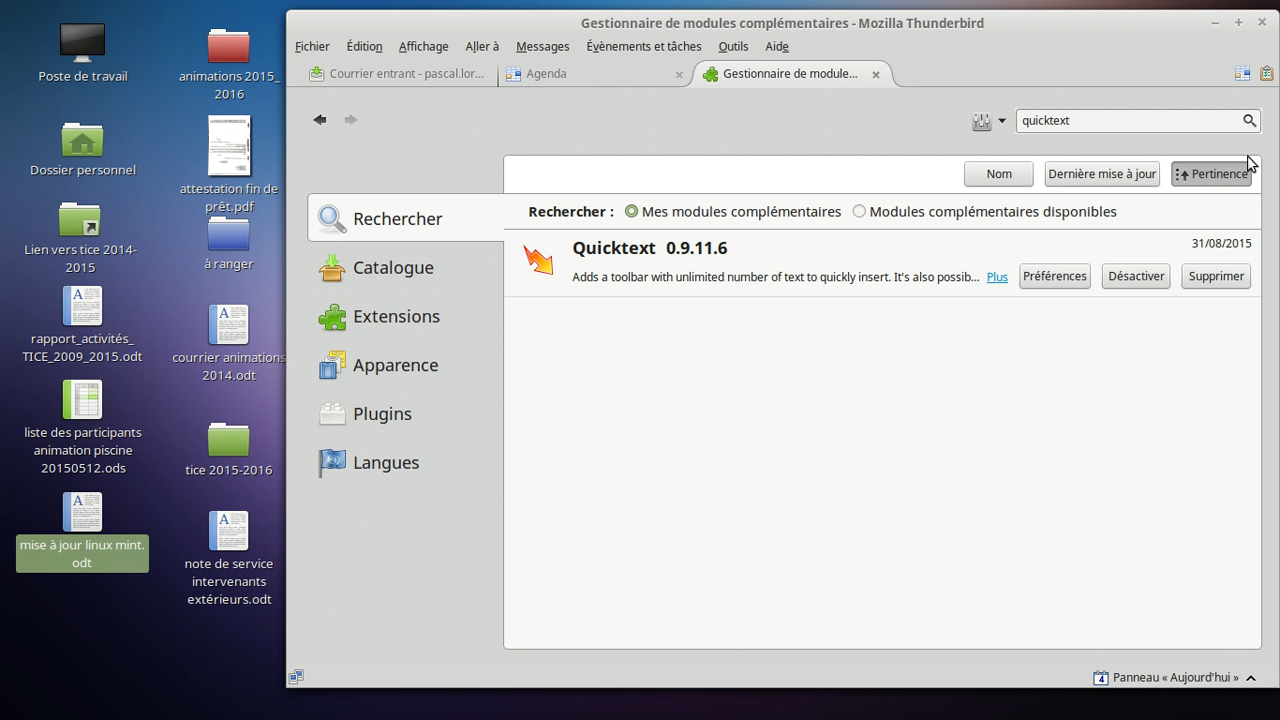 Poste de travail
animations 2015_
2016
Dossier personnel
attestation fin de
prêt.pdf
Lien vers tice 2014-
2015
à ranger
rapport_activités_
TICE_2009_2015.odt
courrier animations
2014.odt
liste des participants
animation piscine
20150512.ods
tice 2015-2016
mise à jour linux mint.
odt
note de service
intervenants
extérieurs.odt
Gestionnaire de modules complémentaires - Mozilla Thunderbird
Fichier Édition Affichage Aller à Messages Évènements et tâches Outils Aide
Courrier entrant - pascal.lor... Agenda Gestionnaire de module...
quicktext
Nom Dernière mise à jour Pertinence
Rechercher
Catalogue
Extensions
Apparence
Plugins
Langues
Rechercher : Mes modules complémentaires Modules complémentaires disponibles
Quicktext 0.9.11.6 31/08/2015
Adds a toolbar with unlimited number of text to quickly insert. It's also possib... Plus Préférences Désactiver Supprimer
4 Panneau « Aujourd'hui »